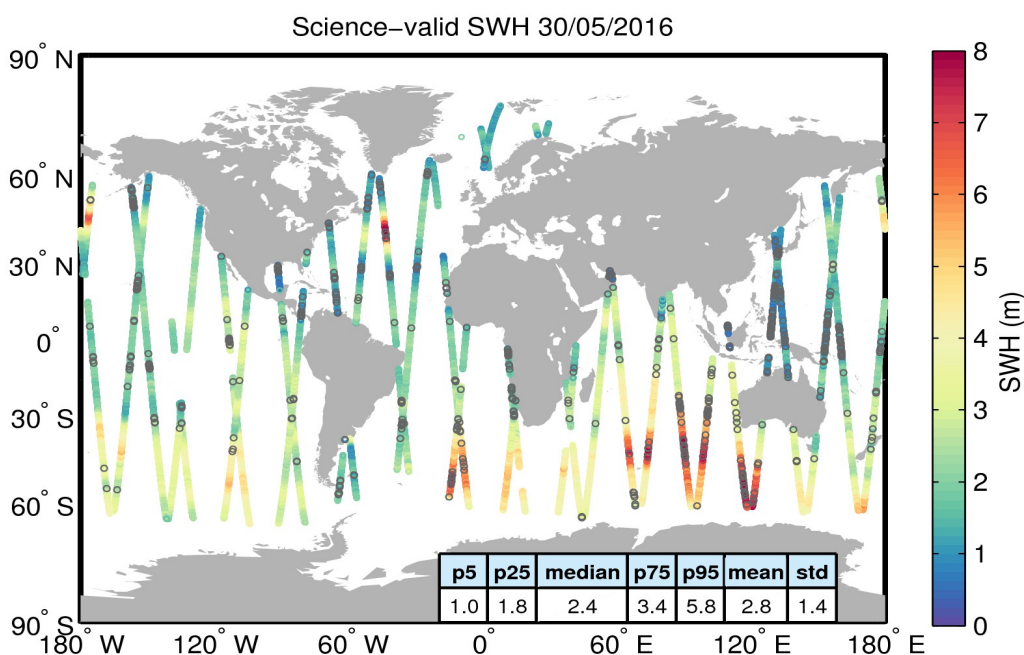 Science−valid SWH 30/05/2016
90° N
60° N
30° N
0°
30° S
60° S
90° S
180° W
120° W
60° W
0°
60° E
120° E
180° E
p5 p25 median p75 p95 mean std
1.0 1.8 2.4 3.4 5.8 2.8 1.4
8
7
6
5
4
3
2
1
0
SWH (m)